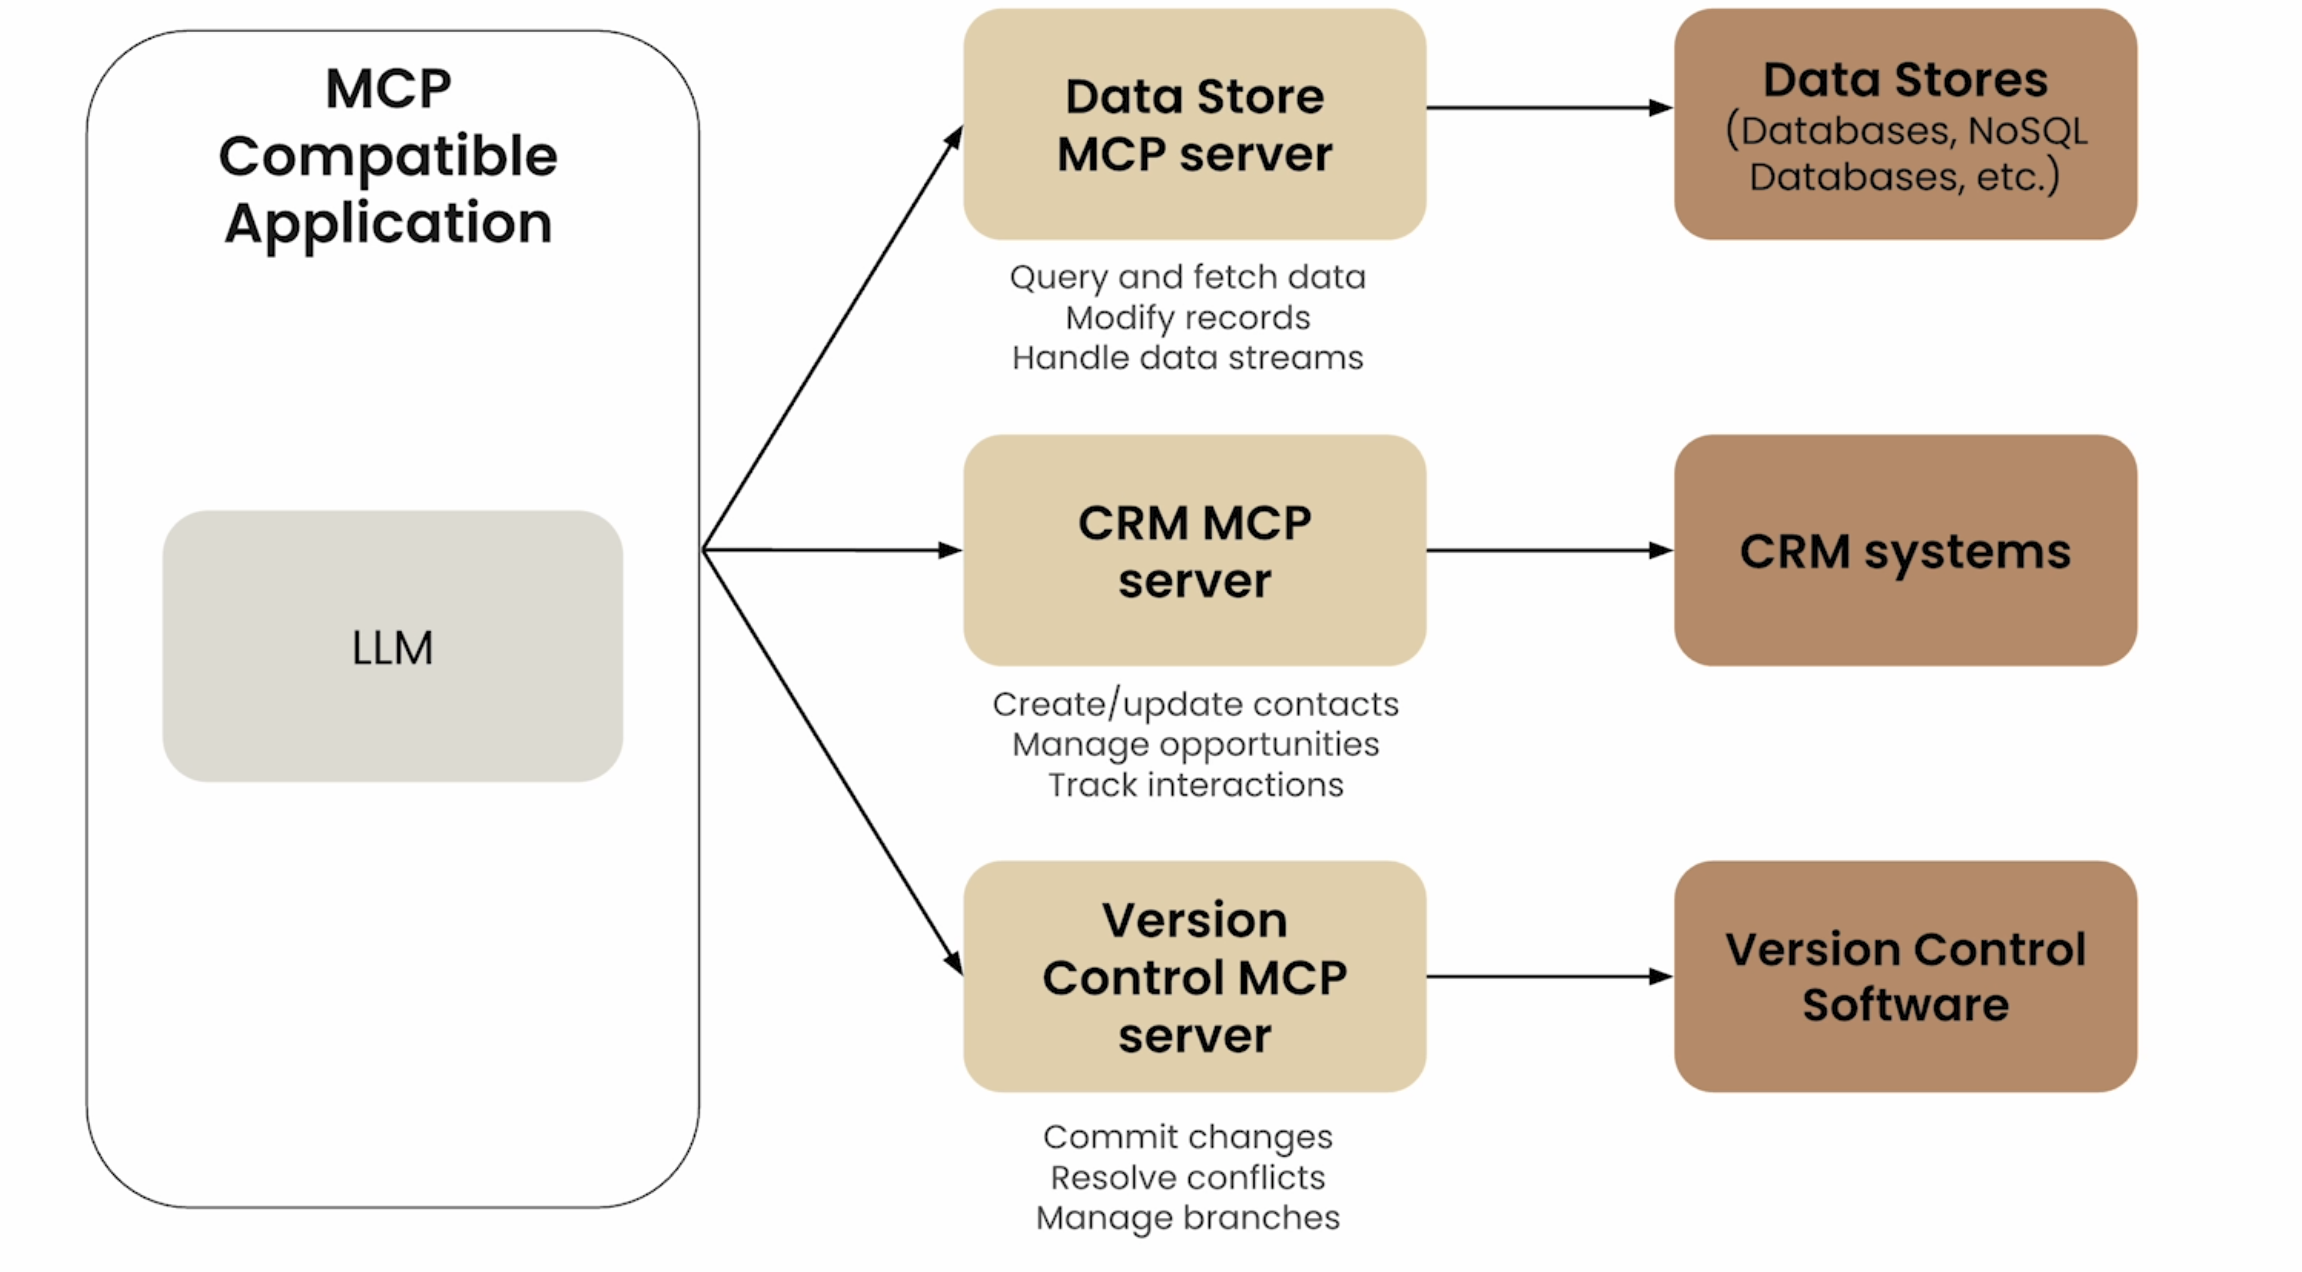 MCP
Compatible
Application
LLM
Data Store
MCP server
Query and fetch data
Modify records
Handle data streams
Data Stores
(Databases, NoSQL
Databases, etc.)
CRM MCP
server
Create/update contacts
Manage opportunities
Track interactions
CRM systems
Version
Control MCP
server
Commit changes
Resolve conflicts
Manage branches
Version Control
Software